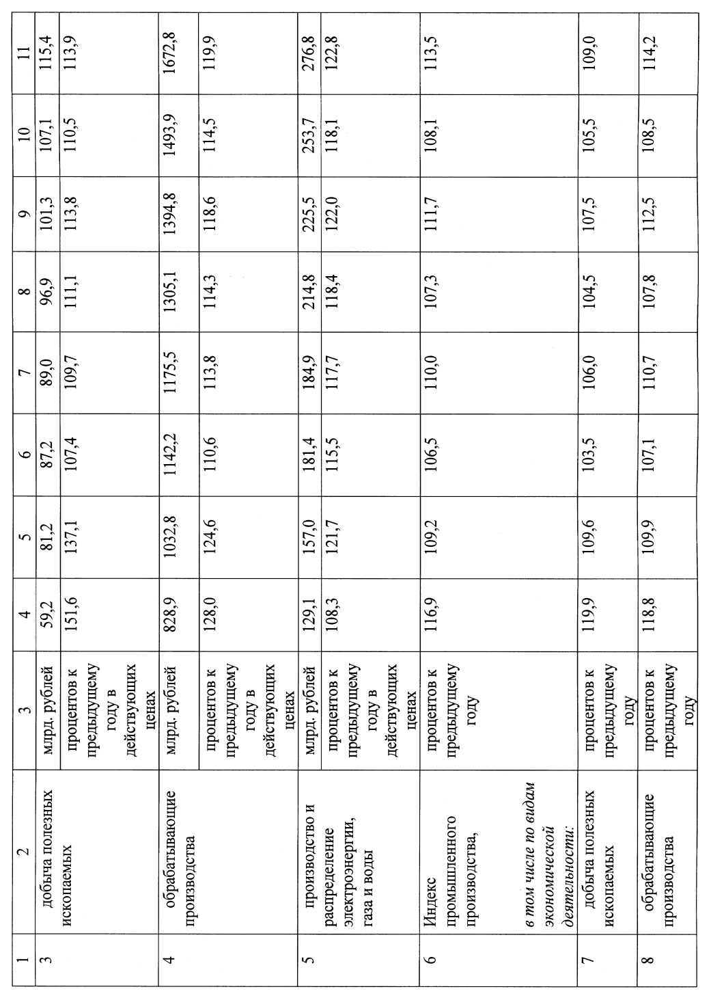 1 2 3 4 5 6 7 8 9 10 11
3 добыча полезных млрд. рублей 59,2 81,2 87,2 89,0 96,9 101,3 107,1 115,4
ископаемых процентов к 151,6 137,1 107,4 109,7 111,1 113,8 110,5 113,9
предыдущему
году в
действующих
ценах
4 обрабатывающие млрд. рублей 828,9 1032,8 1142,2 1175,5 1305,1 1394,8 1493,9 1672,8
производства процентов к 128,0 124,6 110,6 113,8 114,3 118,6 114,5 119,9
предыдущему
году в
действующих
ценах
5 производство и млрд. рублей 129,1 157,0 181,4 184,9 214,8 225,5 253,7 276,8
распределение процентов к 108,3 121,7 115,5 117,7 118,4 122,0 118,1 122,8
электроэнергии, предыдущему
газа и воды году в
действующих
ценах
6 Индекс процентов к 116,9 109,2 106,5 110,0 107,3 111,7 108,1 113,5
промышленного предыдущему
производства, году
в том числе по видам
экономической
деятельности:
7 добыча полезных процентов к 119,9 109,6 103,5 106,0 104,5 107,5 105,5 109,0
ископаемых предыдущему
году
8 обрабатывающие процентов к 118,8 109,9 107,1 110,7 107,8 112,5 108,5 114,2
производства предыдущему
году